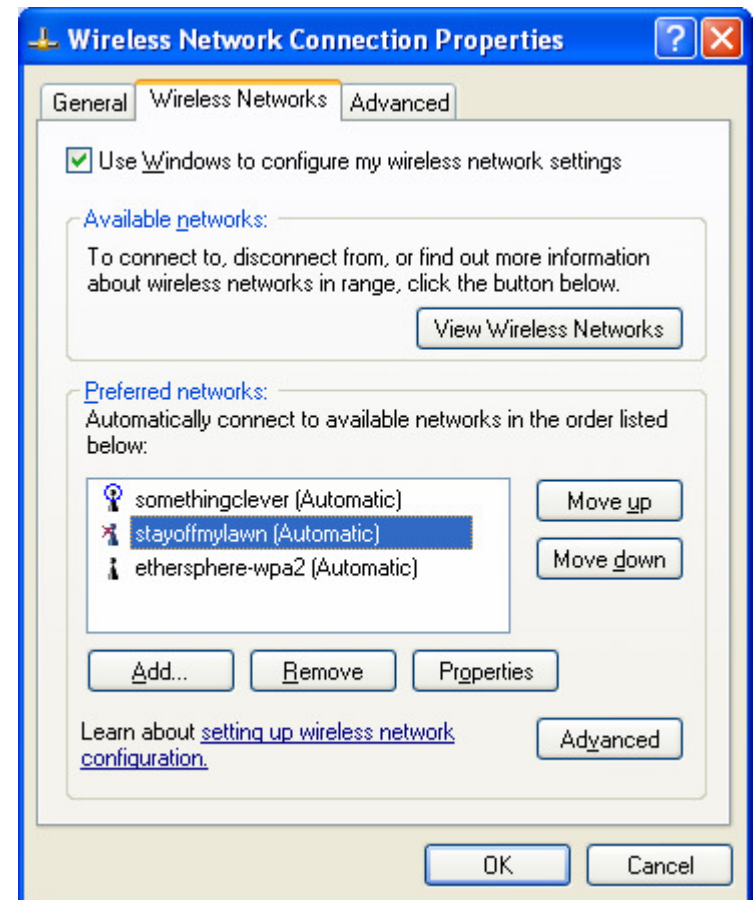 Wireless Network Connection Properties
General Wireless Networks Advanced
Use Windows to configure my wireless network settings
Available networks:
To connect to, disconnect from, or find out more information
about wireless networks in range, click the button below.
View Wireless Networks
Preferred networks:
Automatically connect to available networks in the order listed
below:
somethingclever (Automatic)
stayoffmylawn (Automatic)
ethersphere-wpa2 (Automatic)
Move up
Move down
Add... Remove Properties
Learn about setting up wireless network
configuration.
Advanced
OK Cancel